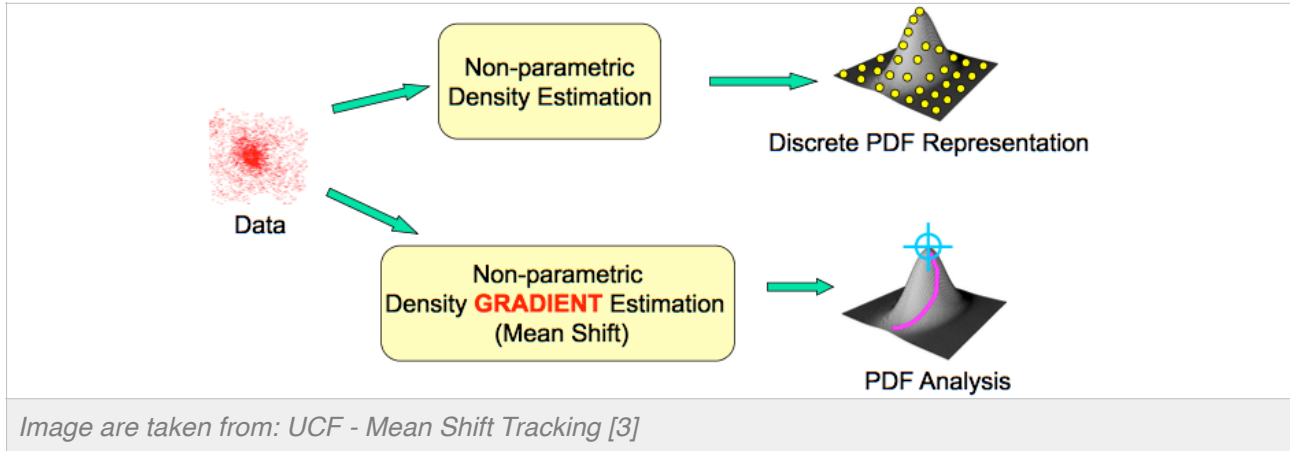 Non-parametric
Density Estimation
Discrete PDF Representation
Data
Non-parametric
Density GRADIENT Estimation
(Mean Shift)
PDF Analysis
Image are taken from: UCF - Mean Shift Tracking [3]